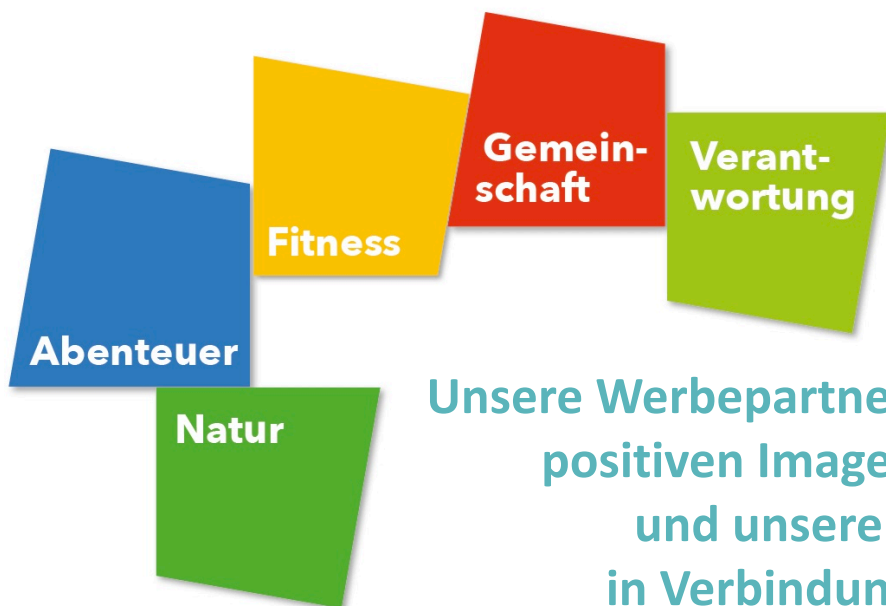 Gemein-
schaft
Verant-
wortung
Fitness
Abenteuer
Natur
Unsere Werbepartne
positiven Image
und unsere
in Verbindun